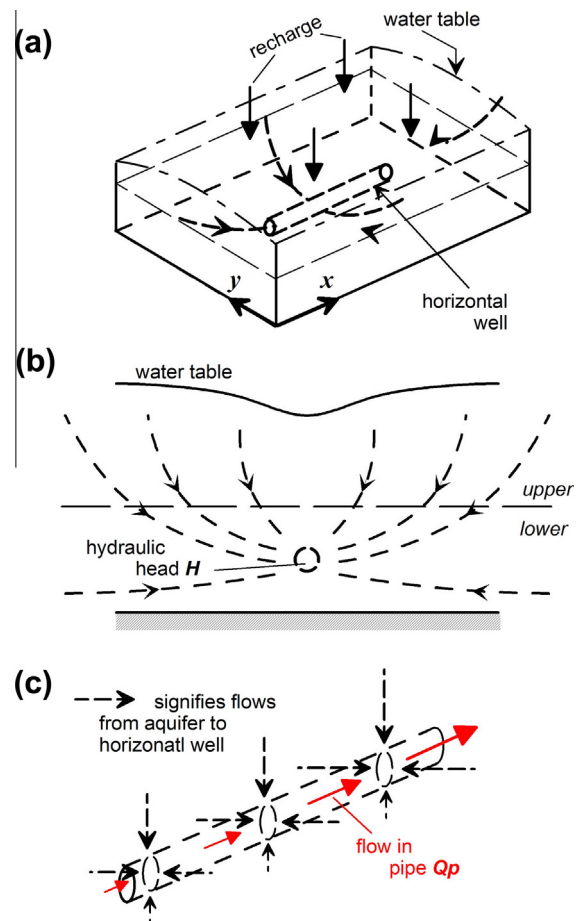 (a)
recharge
water table
y
x
horizontal
well
(b)
water table
upper
lower
hydraulic
head H
(c)
signifies flows
from aquifer to
horizonatl well
flow in
pipe Qp